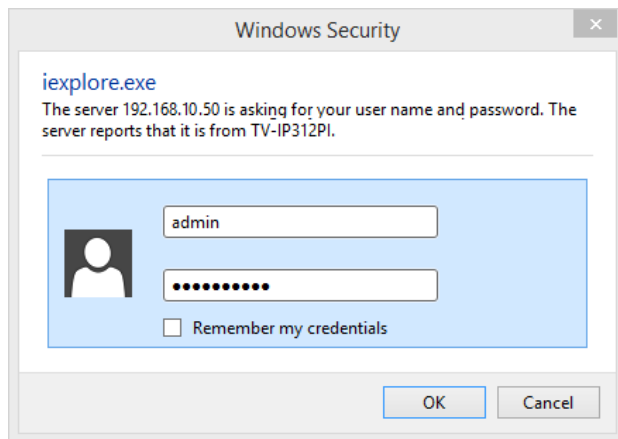 Windows Security
iexplore.exe
The server 192.168.10.50 is asking for your user name and password. The
server reports that it is from TV-IP312PI.
admin
●●●●●●●●●●
Remember my credentials
OK
Cancel